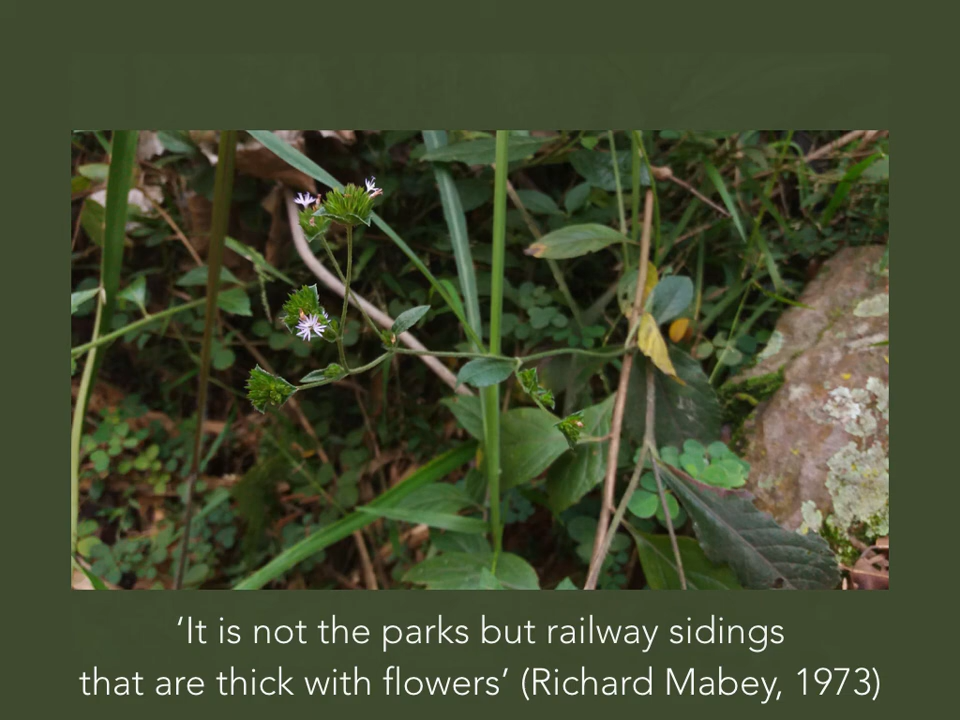 ‘It is not the parks but railway sidings
that are thick with flowers’ (Richard Mabey, 1973)